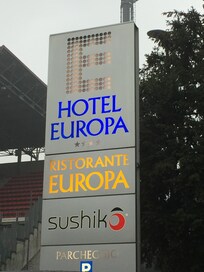 E
HOTEL
EUROPA
RISTORANTE
EUROPA
sushiko
PARCHEGGIO
P